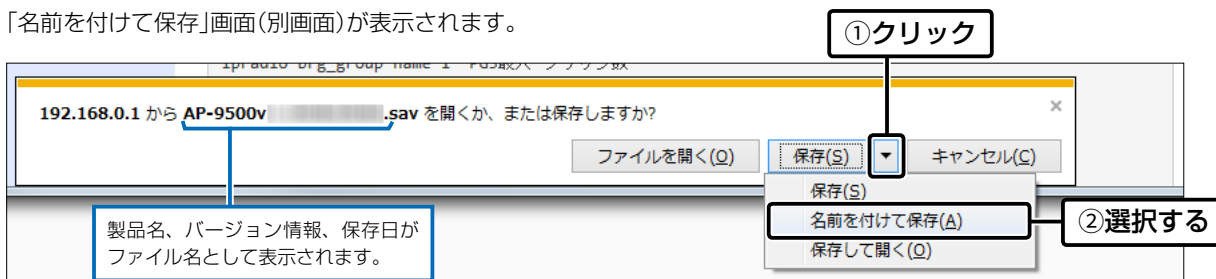 「名前を付けて保存」画面(別画面)が表示されます。
①クリック
192.168.0.1 から AP-9500v .sav を開くか、または保存しますか?
×
ファイルを開く(O)
保存(S)
▼
キャンセル(C)
保存(S)
名前を付けて保存(A)
保存して開く(O)
②選択する
製品名、バージョン情報、保存日が
ファイル名として表示されます。